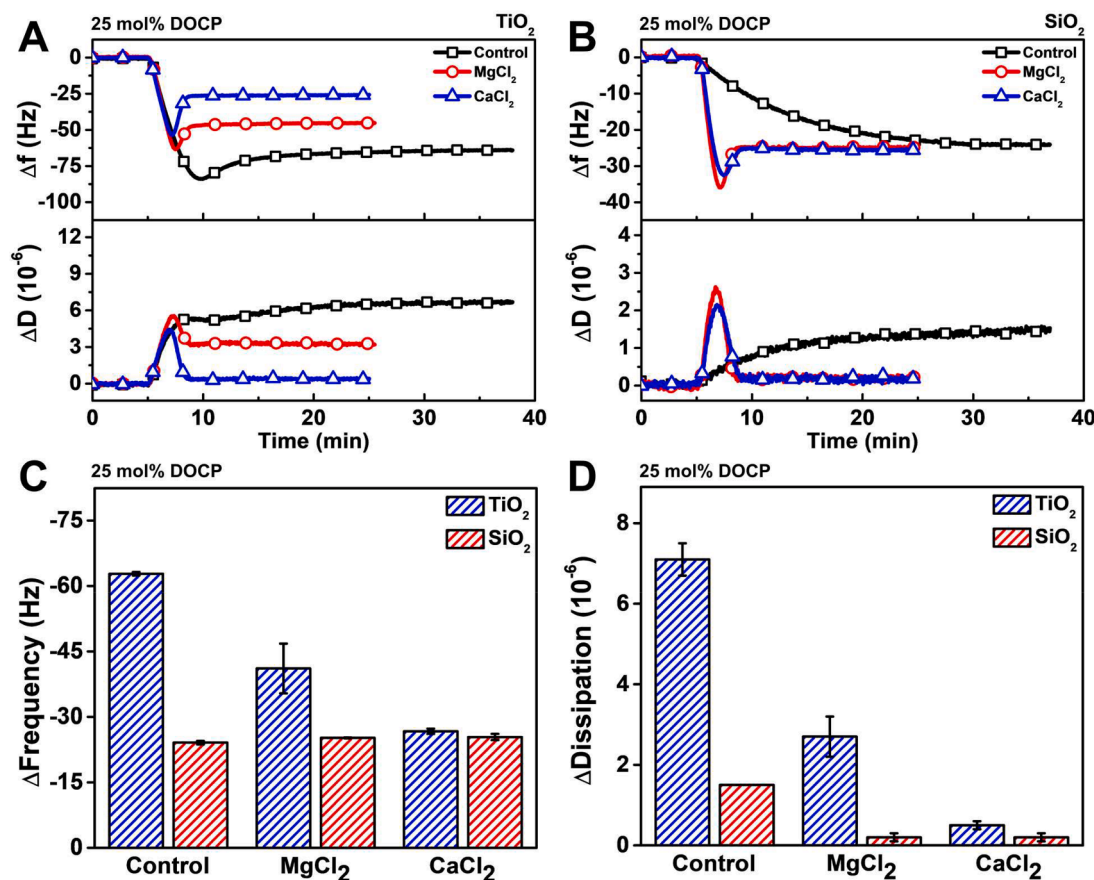 A
25 mol% DOCP
TiO2
Control
MgCl2
CaCl2
Δf (Hz)
0
-25
-50
-75
-100
ΔD (10-6)
12
9
6
3
0
0
10
20
30
40
Time (min)
B
25 mol% DOCP
SiO2
Control
MgCl2
CaCl2
Δf (Hz)
0
-10
-20
-30
-40
ΔD (10-6)
4
3
2
1
0
0
10
20
30
40
Time (min)
C
25 mol% DOCP
TiO2
SiO2
ΔFrequency (Hz)
-75
-60
-45
-30
-15
0
Control
MgCl2
CaCl2
D
25 mol% DOCP
TiO2
SiO2
ΔDissipation (10-6)
8
6
4
2
0
Control
MgCl2
CaCl2